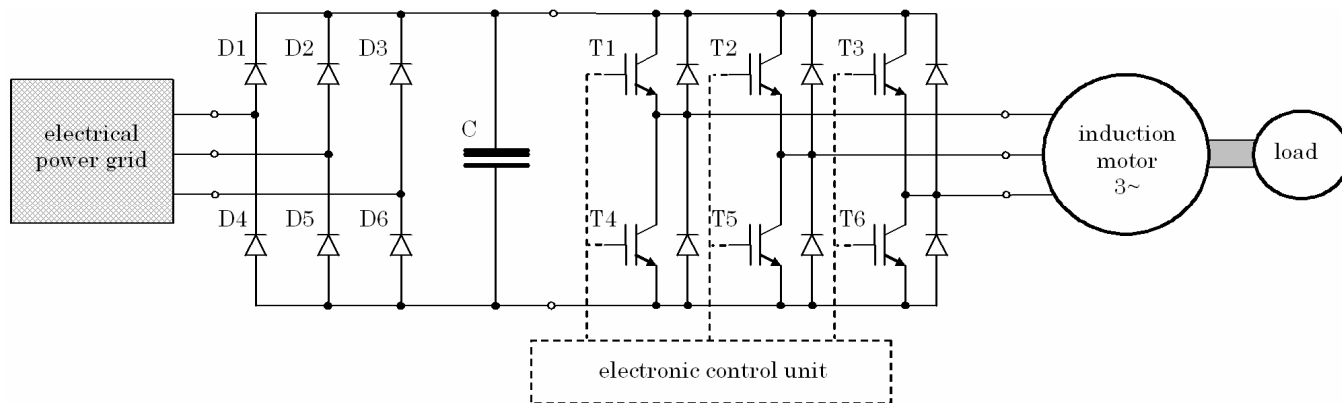 D1 D2 D3
T1 T2 T3
electrical
power grid
C
induction
motor
3~
load
D4 D5 D6
T4 T5 T6
electronic control unit